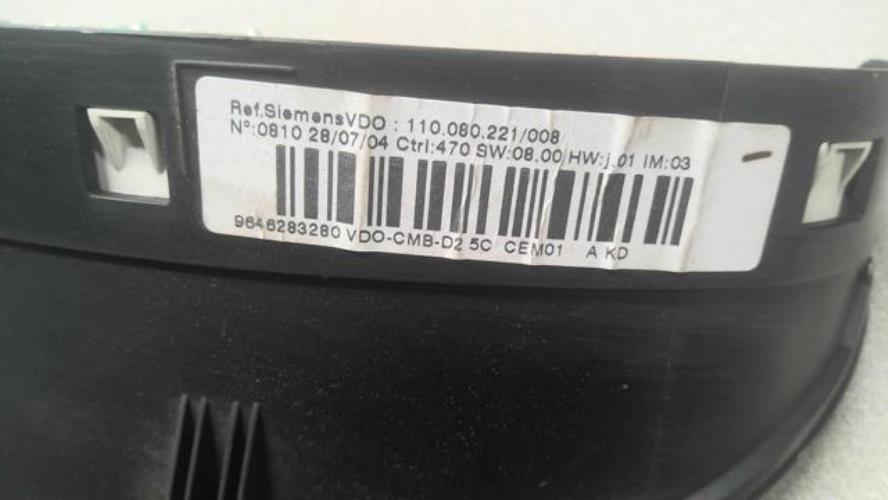 Ref.SiemensVDO : 110.080.221/008
N°:0810 28/07/04 Ctrl:470 SW:08.00 HW:j.01 IM:03
9646283280 VDO-CMB-D2 5C CEM01 A KD